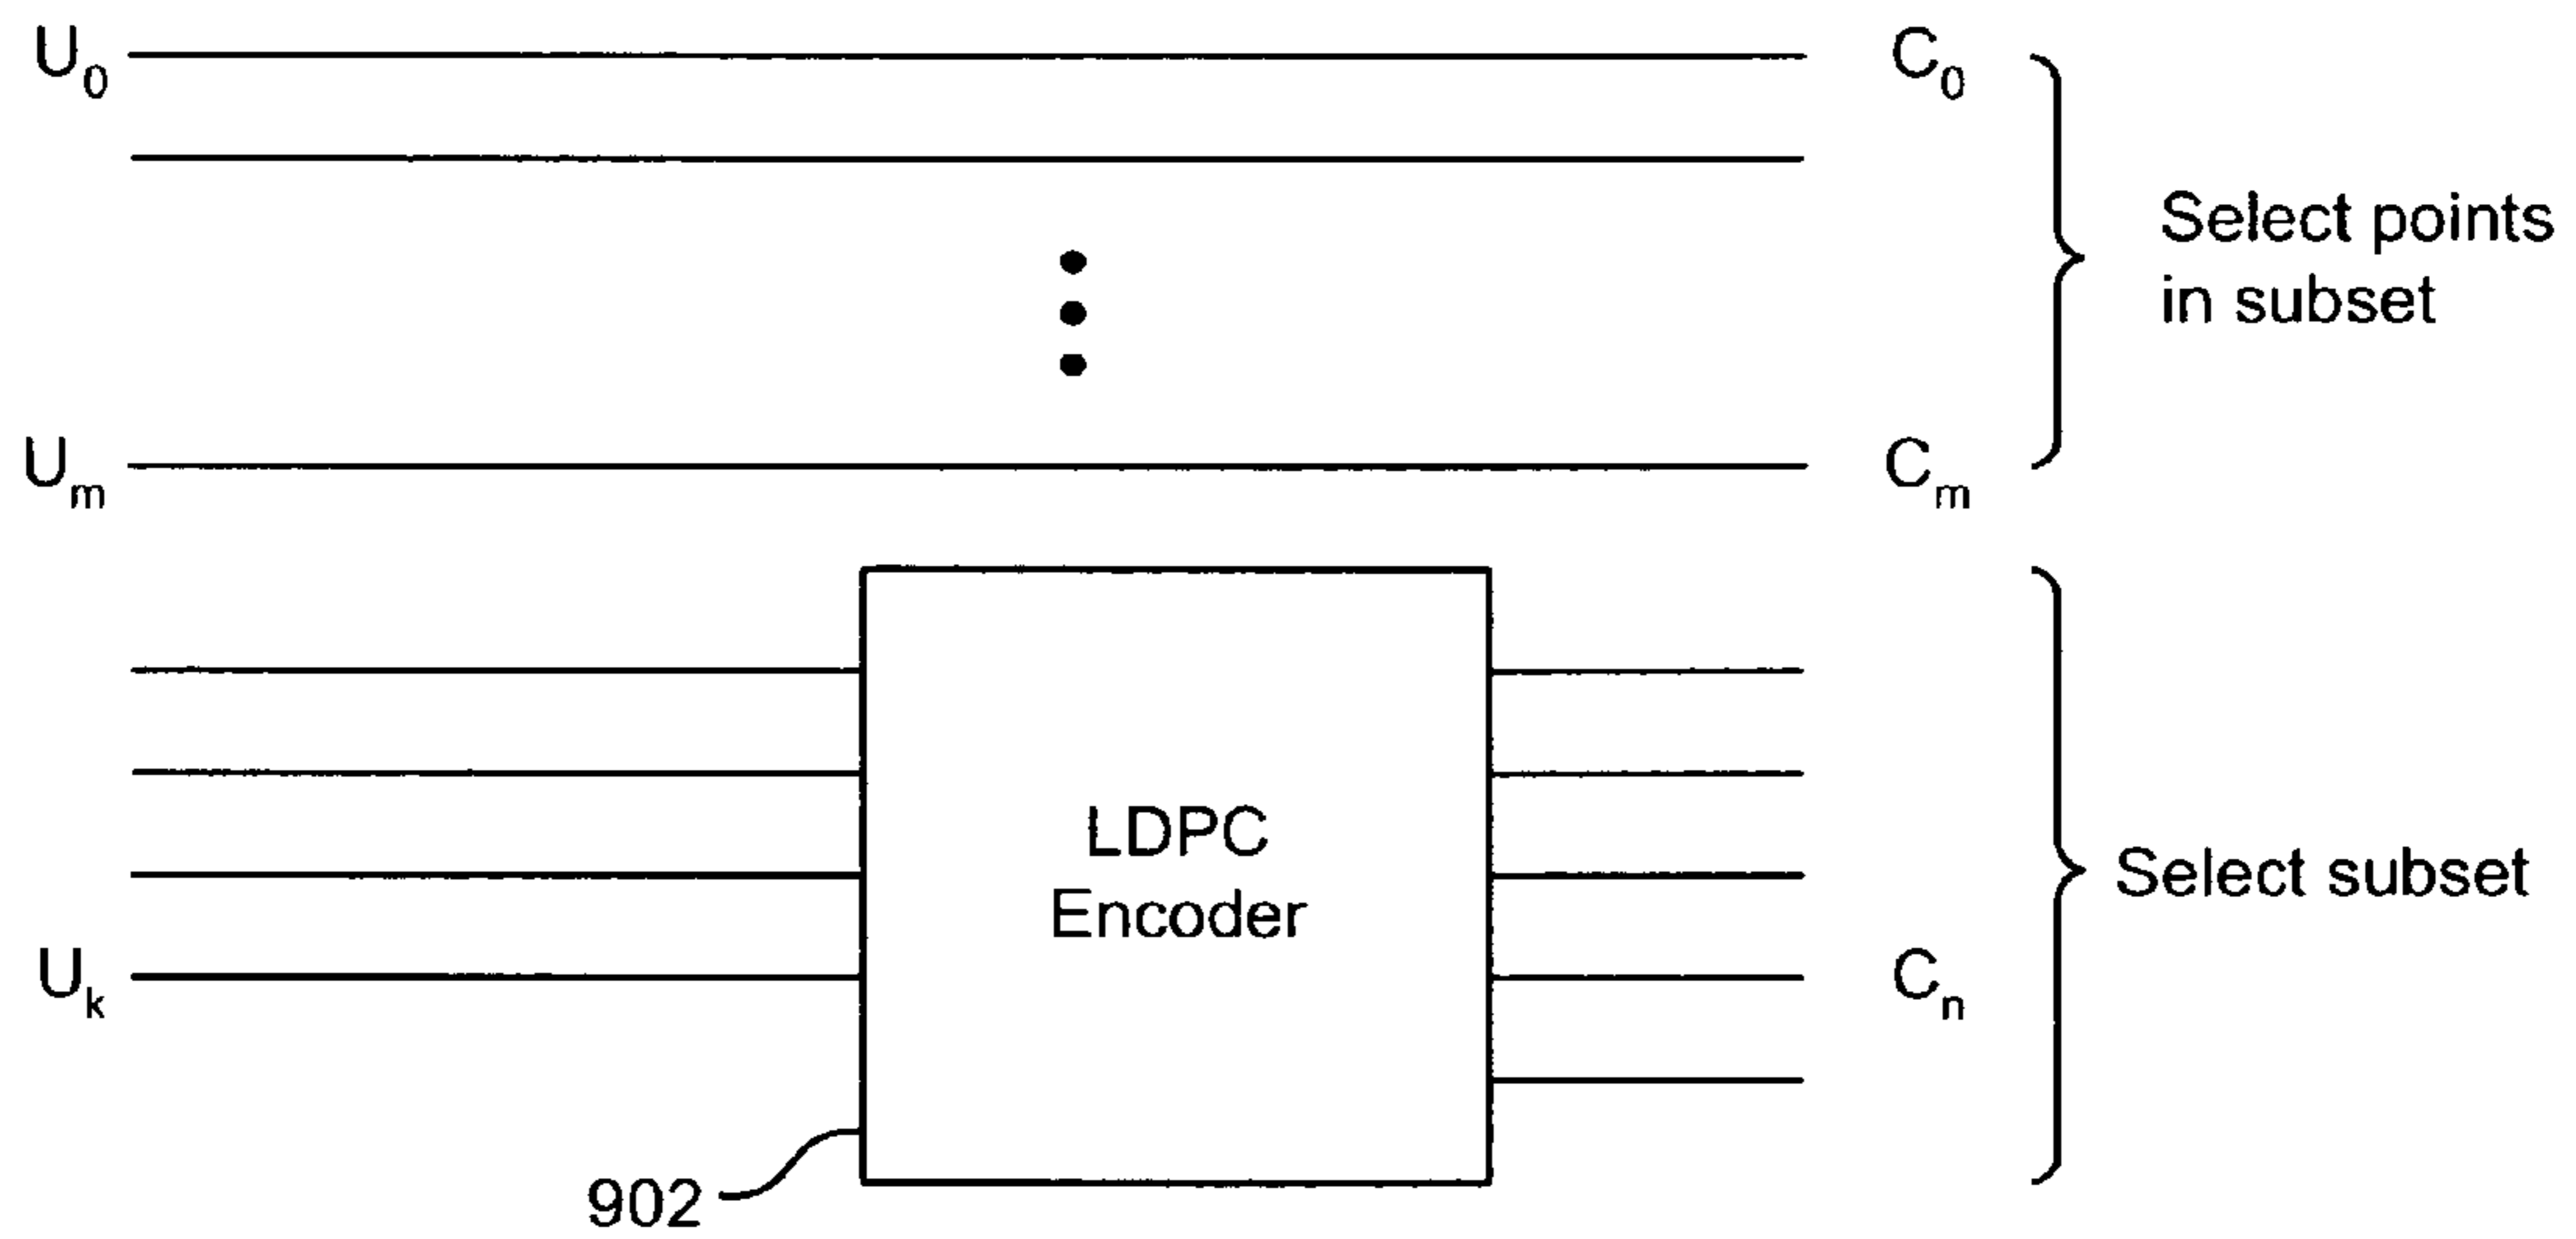 U0
C0
Select points
in subset
Um
Cm
LDPC
Encoder
Select subset
Uk
Cn
902